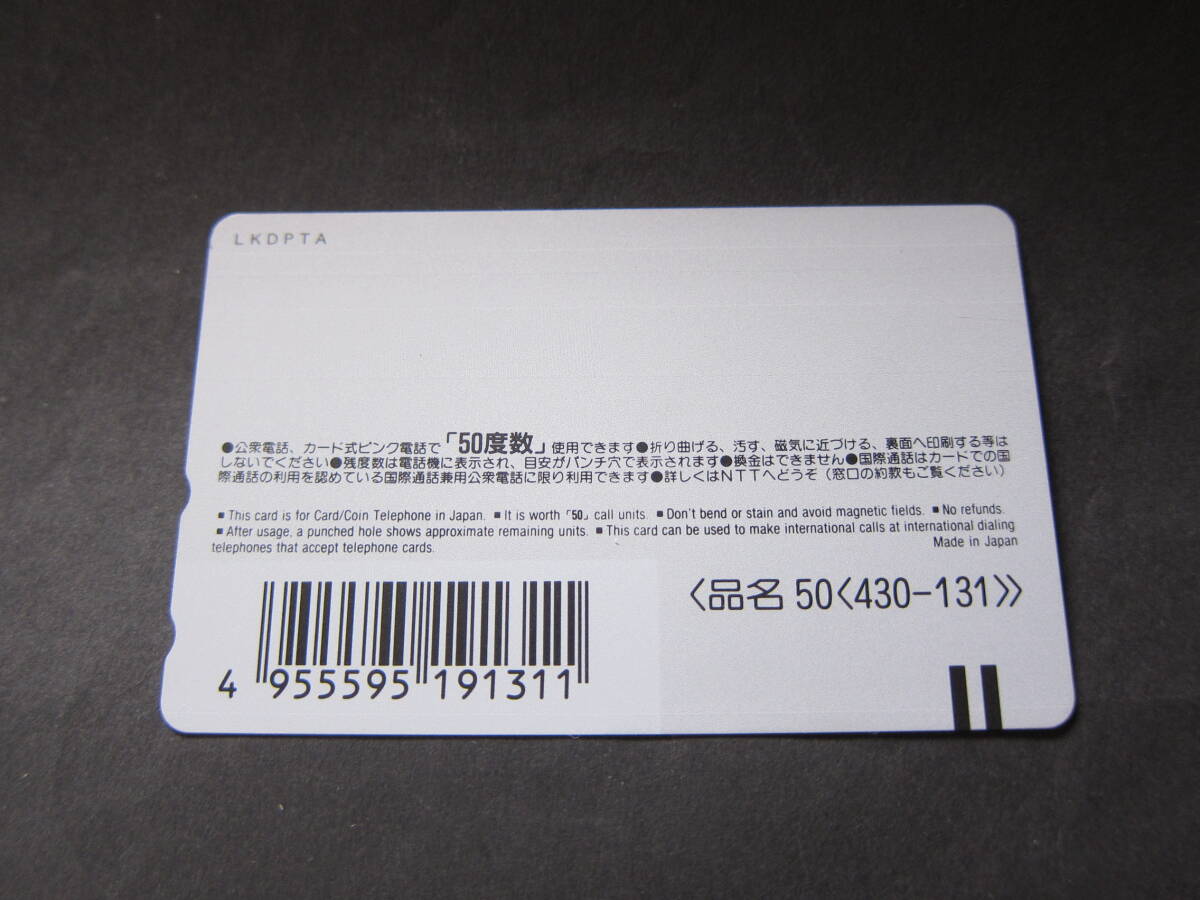 LKDPTA
●公衆電話、カード式ピンク電話で「50度数」使用できます●折り曲げる、汚す、磁気に近づける、裏面へ印刷する等は
しないでください●残度数は電話機に表示され、目安がパンチ穴で表示されます●換金はできません●国際通話はカードでの国
際通話の利用を認めている国際通話兼用公衆電話に限り利用できます●詳しくはNTTへどうぞ（窓口の約款もご覧ください）
■ This card is for Card/Coin Telephone in Japan. ■ It is worth「50」call units. ■ Don't bend or stain and avoid magnetic fields. ■ No refunds.
■ After usage, a punched hole shows approximate remaining units. ■ This card can be used to make international calls at international dialing
telephones that accept telephone cards. Made in Japan
〈品名 50〈430-131〉〉
4 955595 191311